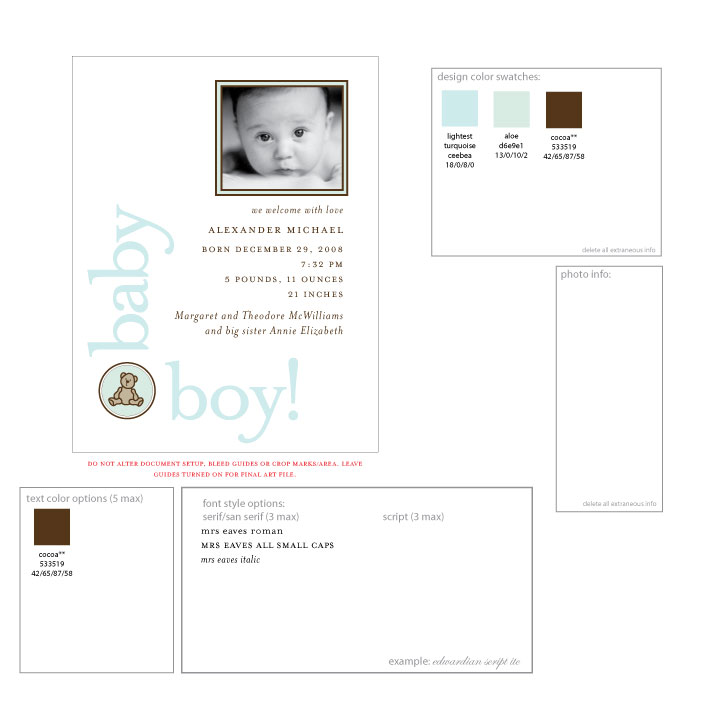 we welcome with love
ALEXANDER MICHAEL
BORN DECEMBER 29, 2008
7:32 PM
5 POUNDS, 11 OUNCES
21 INCHES
Margaret and Theodore McWilliams
and big sister Annie Elizabeth
baby
boy!
DO NOT ALTER DOCUMENT SETUP, BLEED GUIDES OR CROP MARKS/AREA. LEAVE
GUIDES TURNED ON FOR FINAL ART FILE.
design color swatches:
lightest
turquoise
ceebea
18/0/8/0
aloe
d6e9e1
13/0/10/2
cocoa**
533519
42/65/87/58
delete all extraneous info
photo info:
delete all extraneous info
text color options (5 max)
cocoa**
533519
42/65/87/58
font style options:
serif/san serif (3 max)
script (3 max)
mrs eaves roman
MRS EAVES ALL SMALL CAPS
mrs eaves italic
example: edwardian script itc